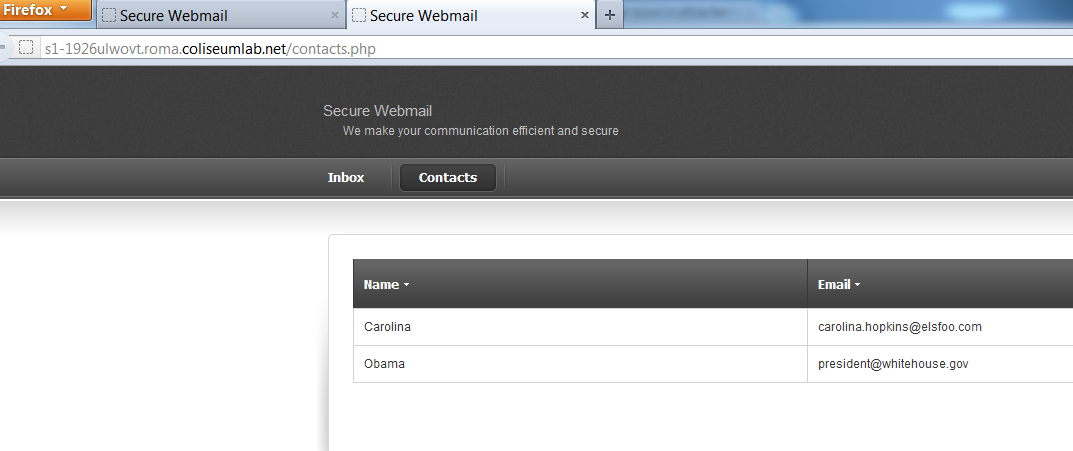 Firefox
Secure Webmail
Secure Webmail
s1-1926ulwovt.roma.coliseumlab.net/contacts.php
Secure Webmail
We make your communication efficient and secure
Inbox Contacts
Name Email
Carolina carolina.hopkins@elsfoo.com
Obama president@whitehouse.gov